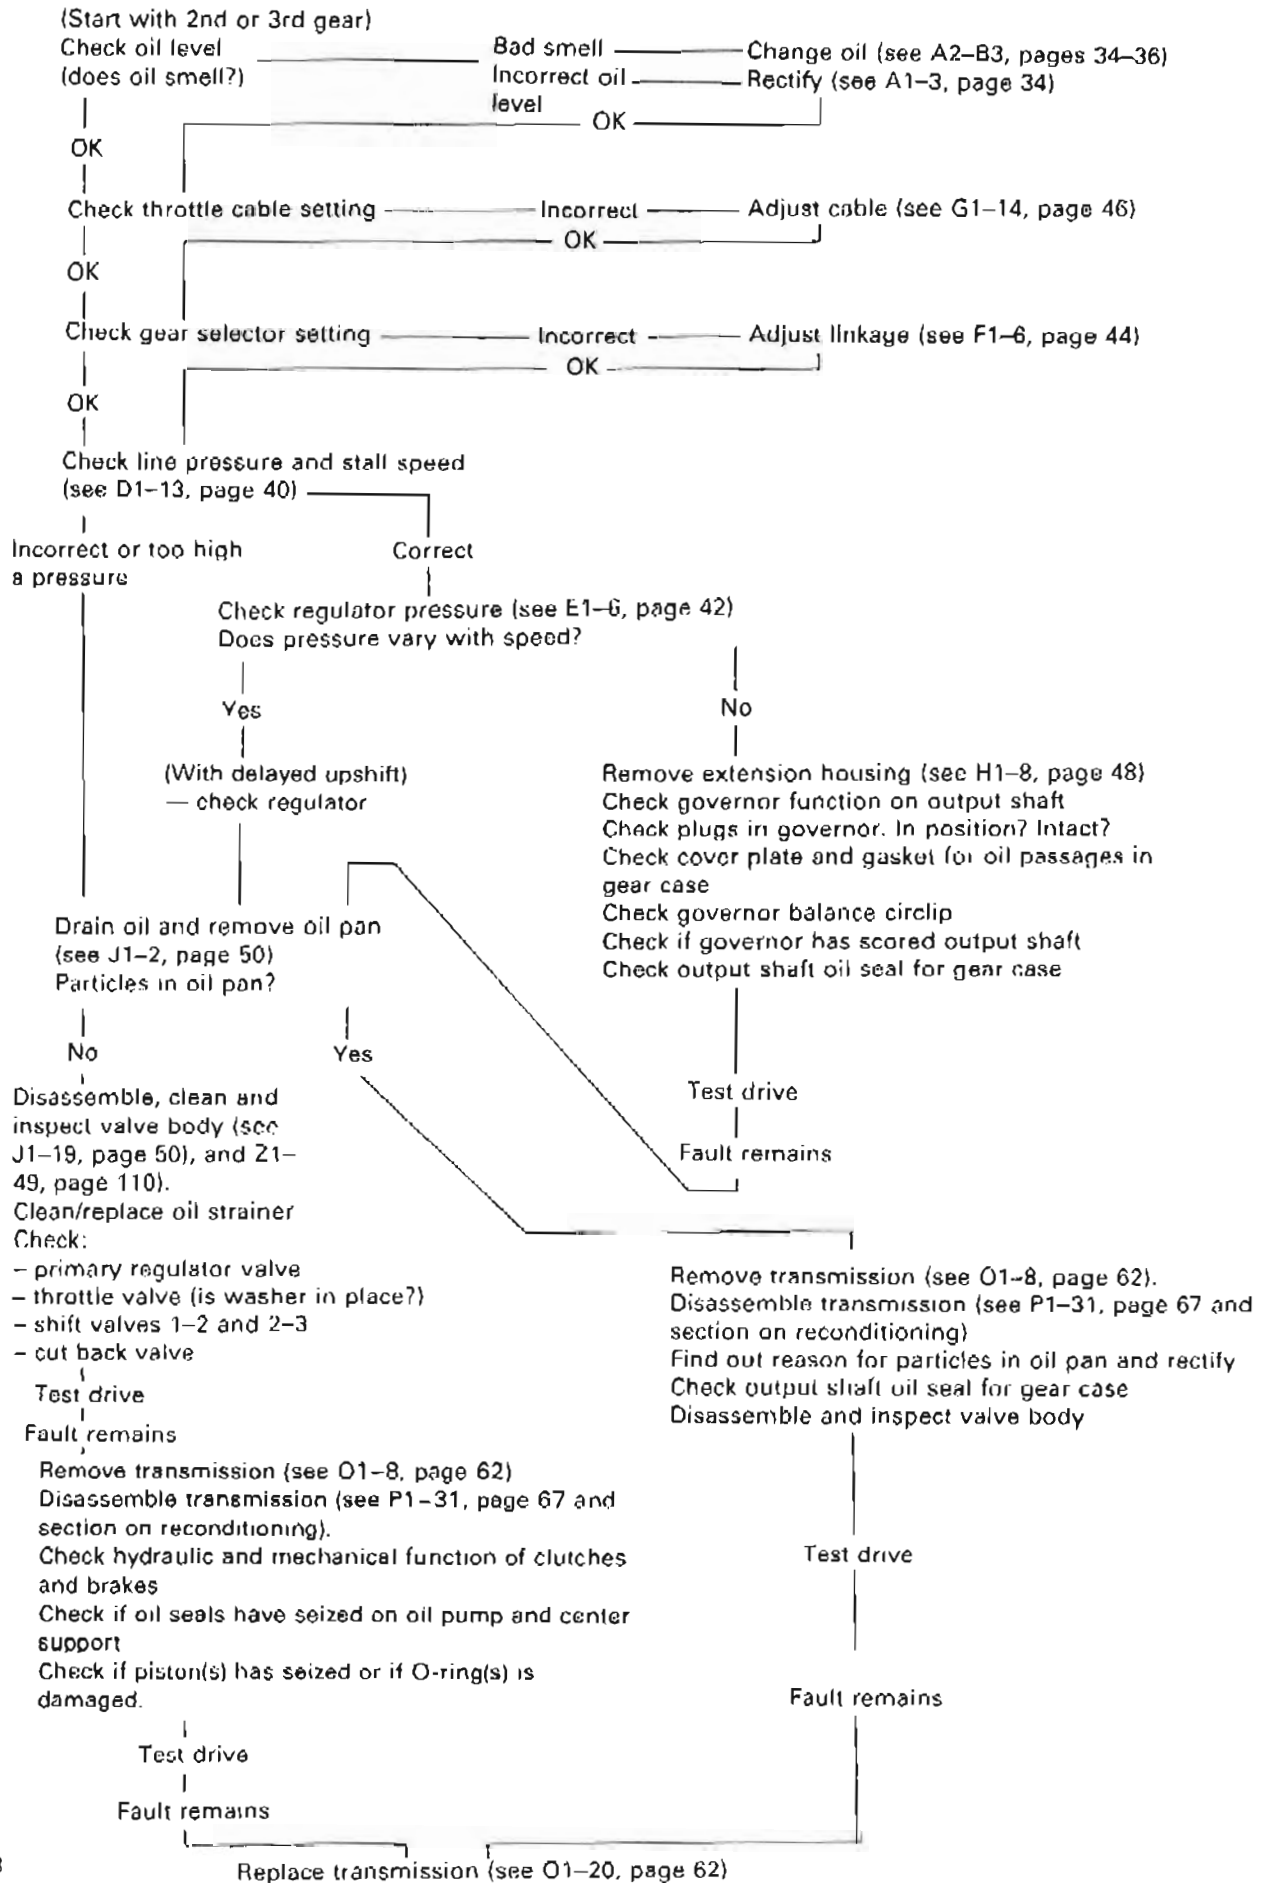 (Start with 2nd or 3rd gear)
Check oil level
(does oil smell?)
Bad smell
Change oil (see A2–B3, pages 34–36)
Incorrect oil
level
Rectify (see A1–3, page 34)
OK
OK
Check throttle cable setting
Incorrect
Adjust cable (see G1–14, page 46)
OK
OK
Check gear selector setting
Incorrect
Adjust linkage (see F1–6, page 44)
OK
OK
Check line pressure and stall speed
(see D1–13, page 40)
Incorrect or too high
a pressure
Correct
Check regulator pressure (see E1–6, page 42)
Does pressure vary with speed?
Yes
No
(With delayed upshift)
— check regulator
Remove extension housing (see H1–8, page 48)
Check governor function on output shaft
Check plugs in governor. In position? Intact?
Check cover plate and gasket for oil passages in
gear case
Check governor balance circlip
Check if governor has scored output shaft
Check output shaft oil seal for gear case
Drain oil and remove oil pan
(see J1–2, page 50)
Particles in oil pan?
No
Yes
Test drive
Fault remains
Disassemble, clean and
inspect valve body (see
J1–19, page 50), and Z1–
49, page 110).
Clean/replace oil strainer
Check:
– primary regulator valve
– throttle valve (is washer in place?)
– shift valves 1–2 and 2–3
– cut back valve
Test drive
Fault remains
Remove transmission (see O1–8, page 62).
Disassemble transmission (see P1–31, page 67 and
section on reconditioning)
Find out reason for particles in oil pan and rectify
Check output shaft oil seal for gear case
Disassemble and inspect valve body
Remove transmission (see O1–8, page 62)
Disassemble transmission (see P1–31, page 67 and
section on reconditioning).
Check hydraulic and mechanical function of clutches
and brakes
Check if oil seals have seized on oil pump and center
support
Check if piston(s) has seized or if O-ring(s) is
damaged.
Test drive
Fault remains
Test drive
Fault remains
Replace transmission (see O1–20, page 62)